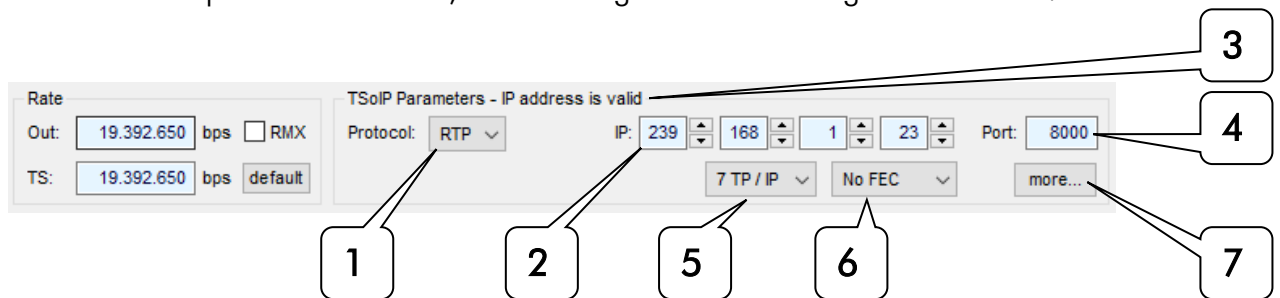 3
Rate
TSoIP Parameters - IP address is valid
Out: 19.392.650 bps RMX
Protocol: RTP
IP: 239 168 1 23
Port: 8000
4
TS: 19.392.650 bps default
7 TP / IP
No FEC
more...
1
2
5
6
7